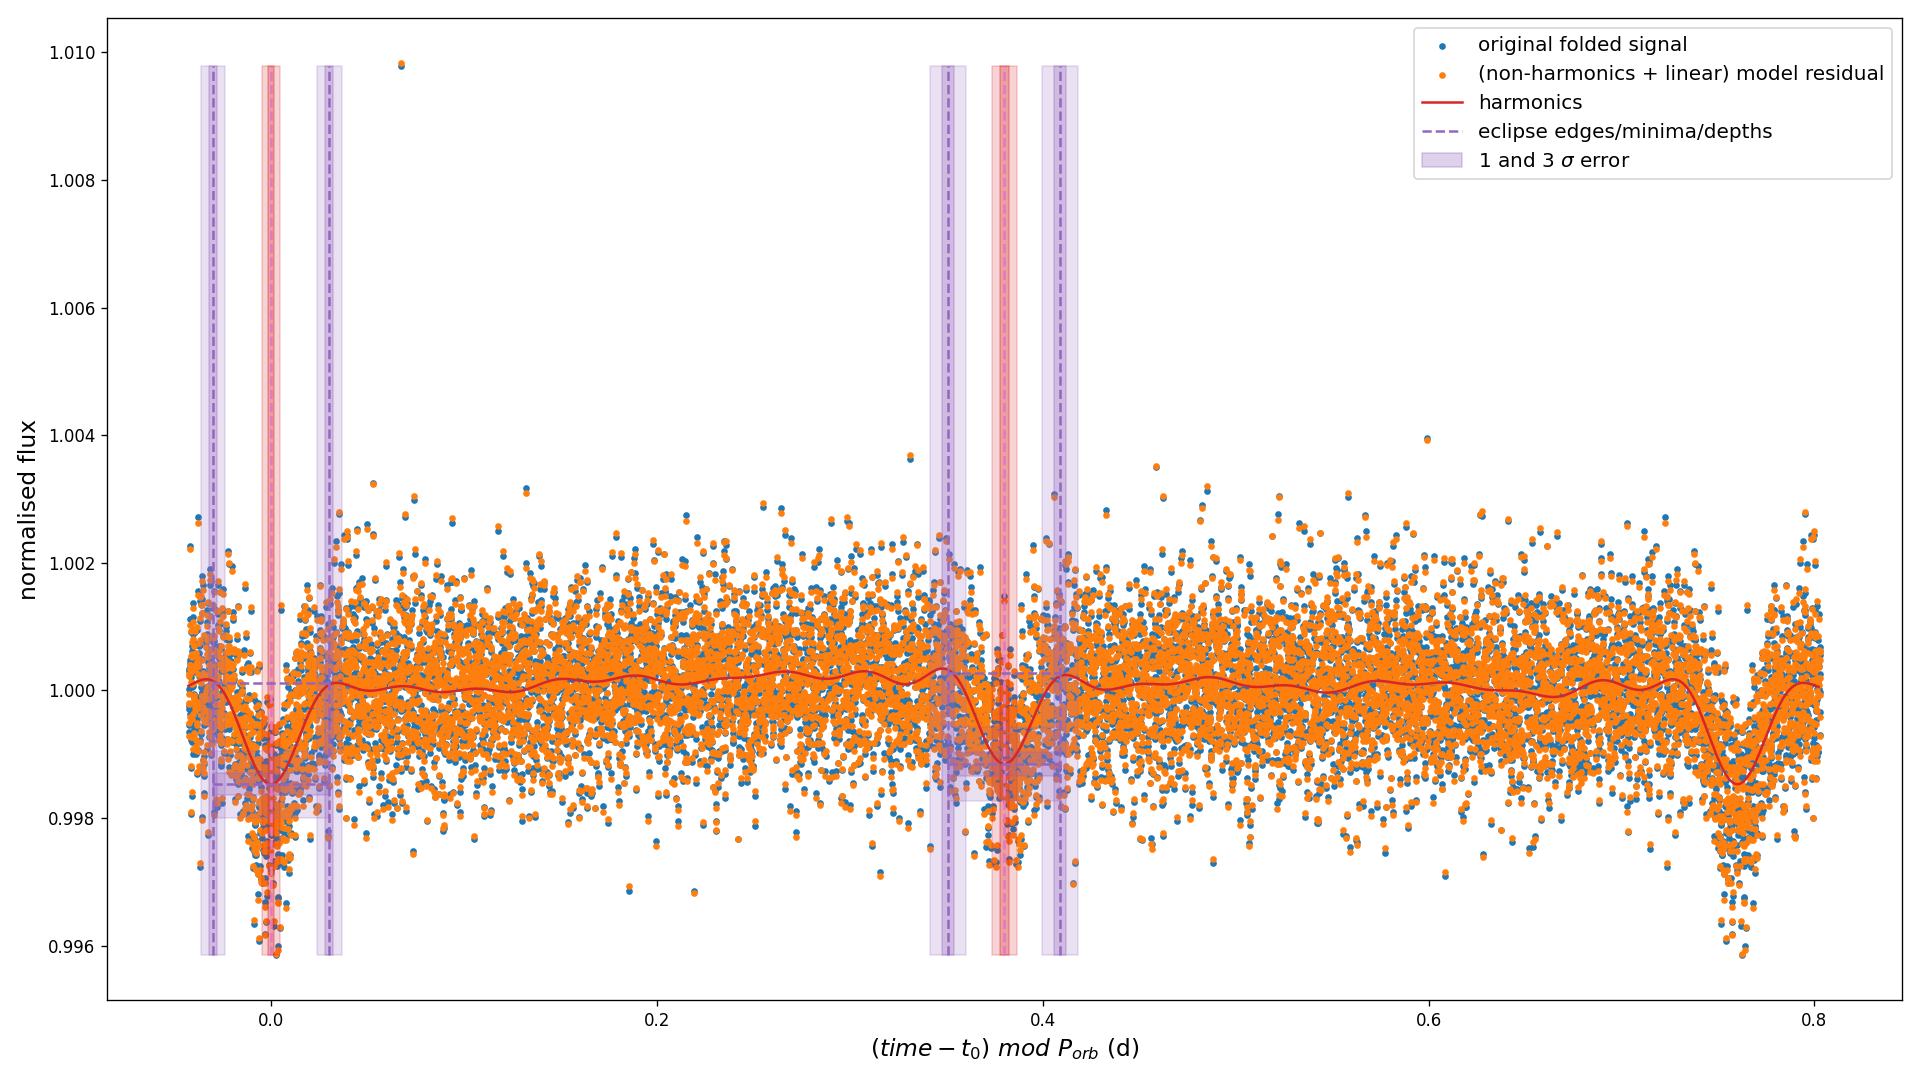 original folded signal
(non-harmonics + linear) model residual
harmonics
eclipse edges/minima/depths
1 and 3 σ error
normalised flux
1.010
1.008
1.006
1.004
1.002
1.000
0.998
0.996
0.0 0.2 0.4 0.6 0.8
(time − t₀) mod Pₒᵣb (d)